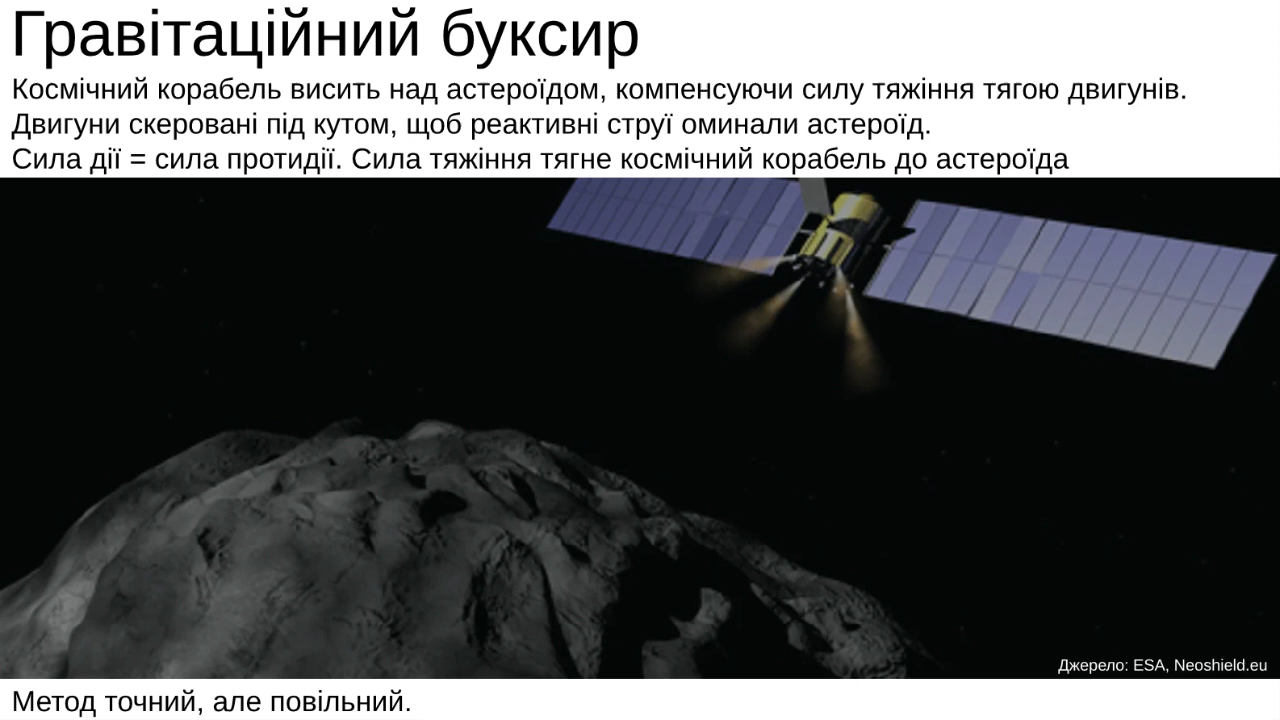 Гравітаційний буксир
Космічний корабель висить над астероїдом, компенсуючи силу тяжіння тягою двигунів.
Двигуни скеровані під кутом, щоб реактивні струї оминали астероїд.
Сила дії = сила протидії. Сила тяжіння тягне космічний корабель до астероїда
Джерело: ESA, Neoshield.eu
Метод точний, але повільний.